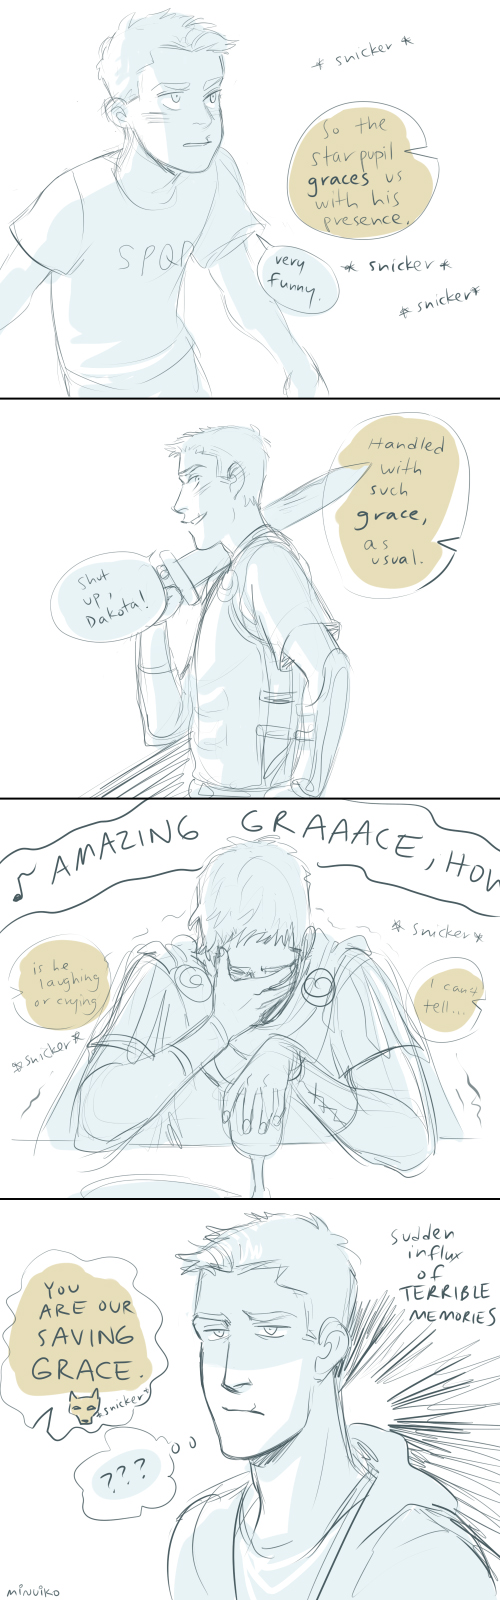 * snicker *
So the
star pupil
graces us
with his
presence.
SPQR
very
funny.
* snicker *
* snicker *
Handled
with
such
grace,
as
usual.
Shut
up,
Dakota!
♪ AMAZING GRAAACE, HOW
* snicker *
is he
laughing
or crying
I can't
tell...
* snicker *
sudden
influx
of
TERRIBLE
MEMORIES
YOU
ARE OUR
SAVING
GRACE.
*snicker*
???
minuiko